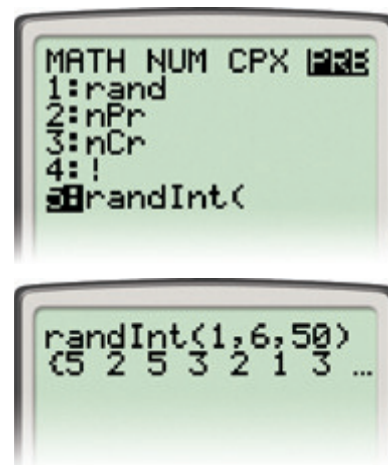 MATH NUM CPX PRB
1:rand
2:nPr
3:nCr
4:!
5:randInt(
randInt(1,6,50)
{5 2 5 3 2 1 3 …